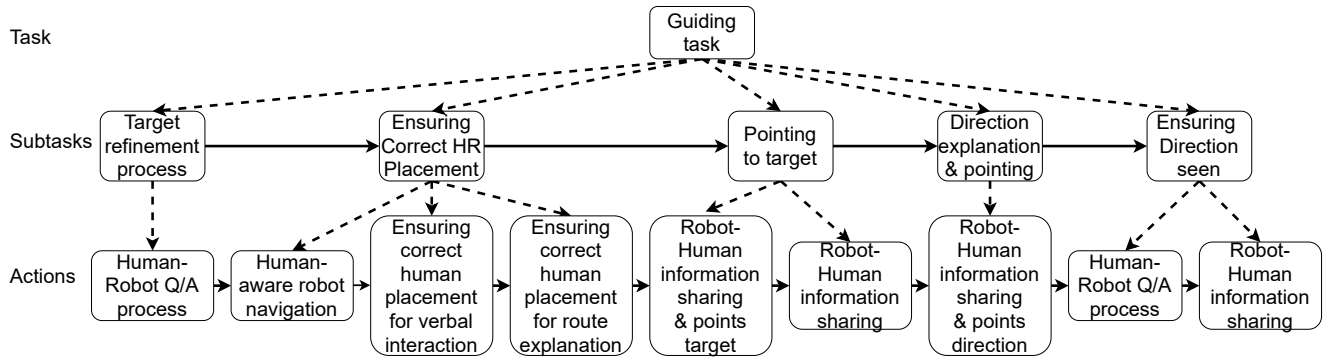 Task
Guiding
task
Subtasks
Target
refinement
process
Ensuring
Correct HR
Placement
Pointing
to target
Direction
explanation
& pointing
Ensuring
Direction
seen
Actions
Human-
Robot Q/A
process
Human-
aware robot
navigation
Ensuring
correct
human
placement
for verbal
interaction
Ensuring
correct
human
placement
for route
explanation
Robot-
Human
information
sharing
& points
target
Robot-
Human
information
sharing
Robot-
Human
information
sharing
& points
direction
Human-
Robot Q/A
process
Robot-
Human
information
sharing